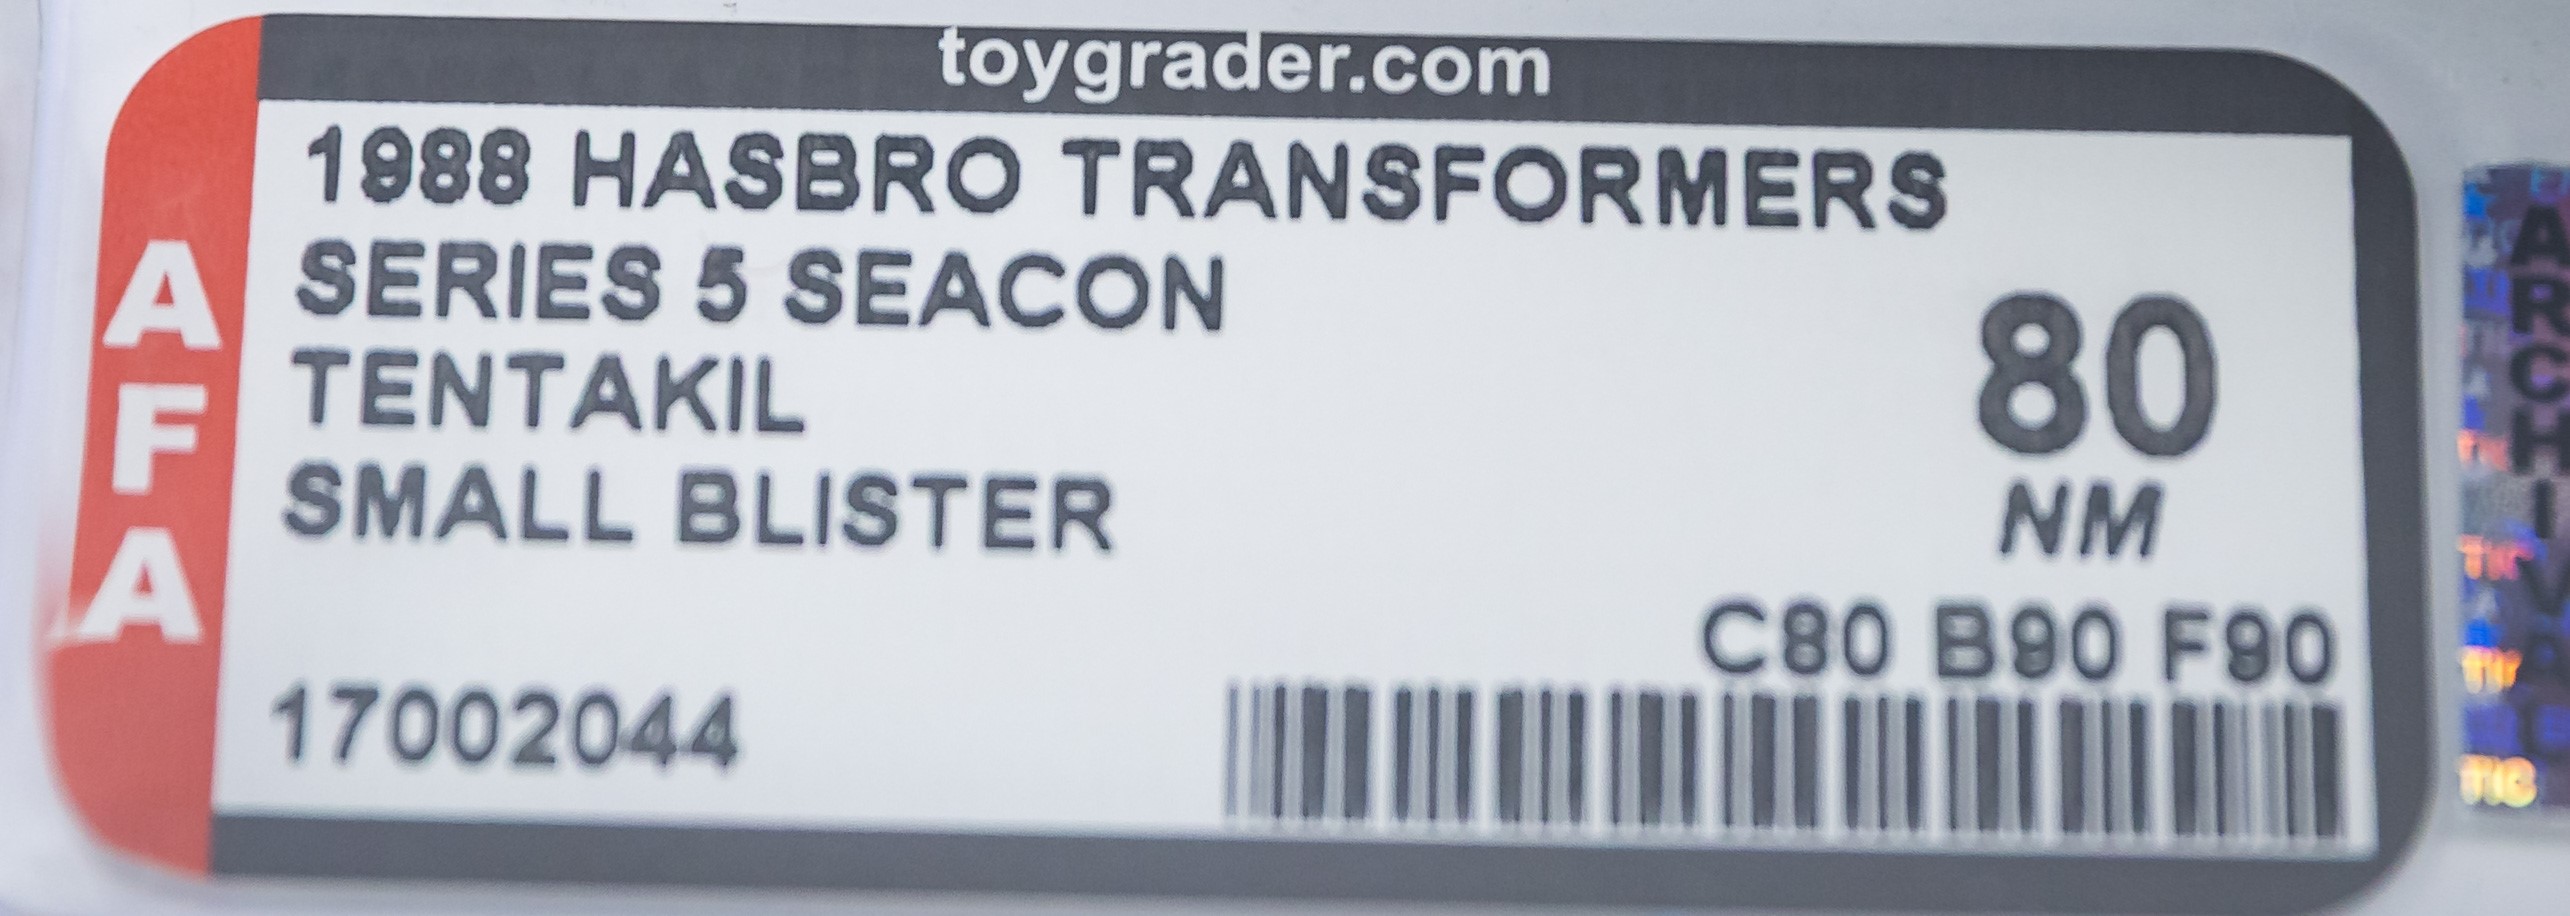 toygrader.com
AFA
1988 HASBRO TRANSFORMERS
SERIES 5 SEACON
TENTAKIL
SMALL BLISTER
80
NM
C80 B90 F90
17002044